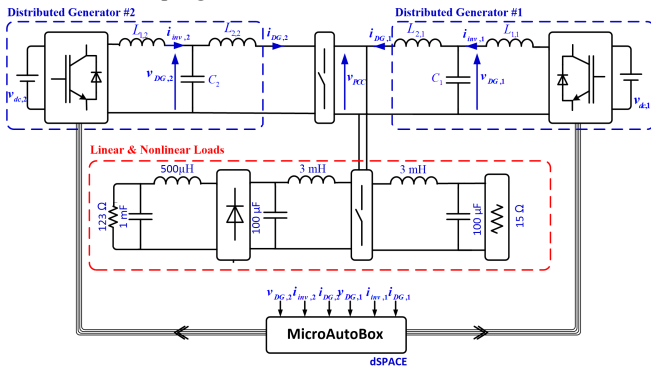 Distributed Generator #2
Distributed Generator #1
L1,2
iinv,2
L2,2
iDG,2
iDG,1
L2,1
iinv,1
L1,1
vdc,2
vDG,2
C2
vPCC
C1
vDG,1
vdc,1
Linear & Nonlinear Loads
500µH
3 mH
3 mH
123 Ω
1 mF
100 µF
100 µF
15 Ω
vDG,2 iinv,2 iDG,2 vDG,1 iinv,1 iDG,1
MicroAutoBox
dSPACE